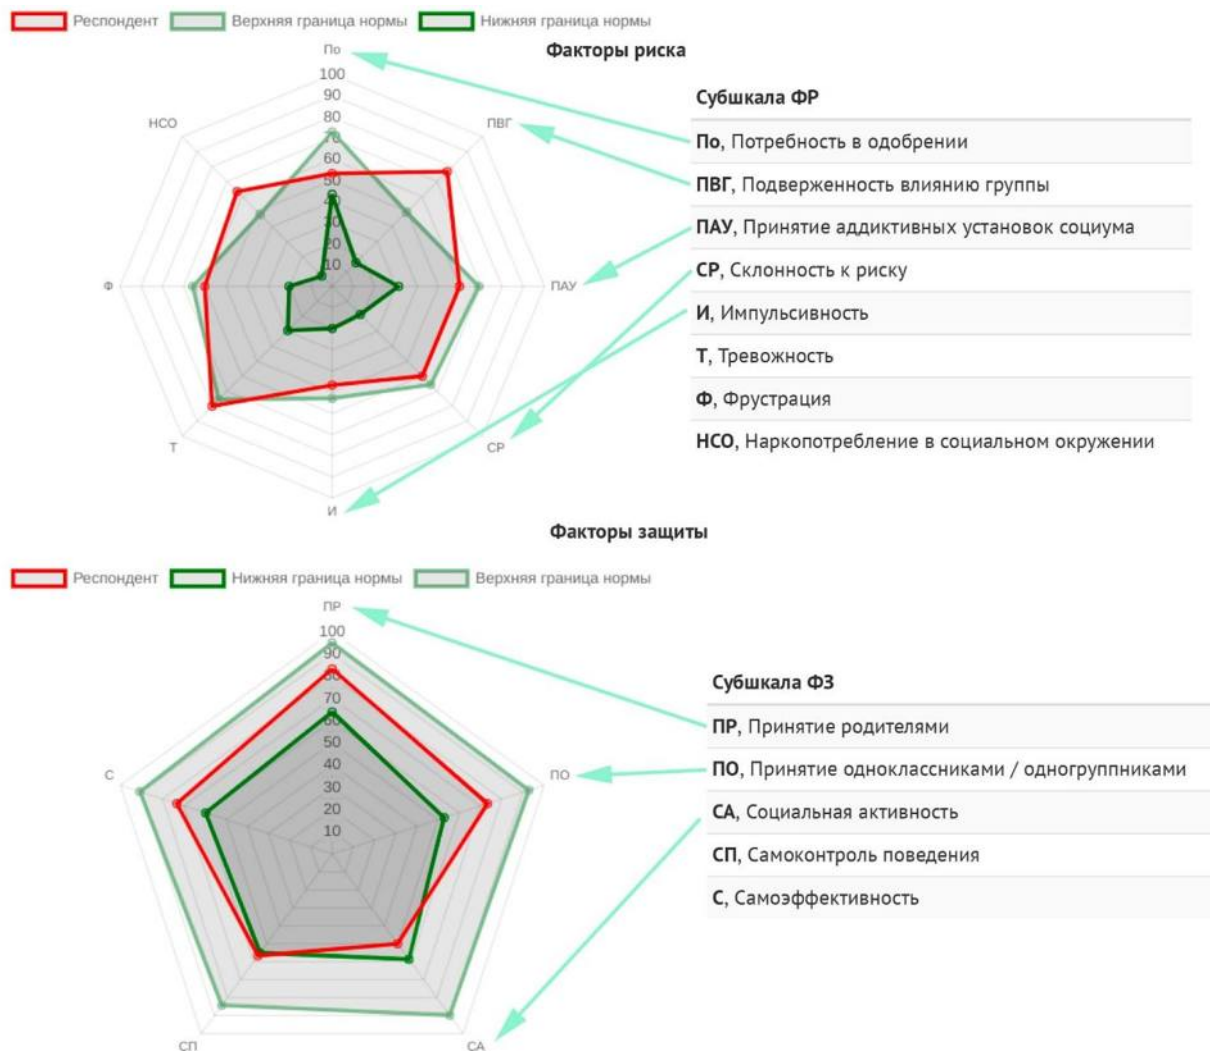 Респондент Верхняя граница нормы Нижняя граница нормы
Факторы риска
По
100
90
80
70
60
50
40
30
20
10
ПВГ
ПАУ
СР
И
Т
Ф
НСО
Субшкала ФР
По, Потребность в одобрении
ПВГ, Подверженность влиянию группы
ПАУ, Принятие аддиктивных установок социума
СР, Склонность к риску
И, Импульсивность
Т, Тревожность
Ф, Фрустрация
НСО, Наркопотребление в социальном окружении
Факторы защиты
Респондент Нижняя граница нормы Верхняя граница нормы
ПР
100
90
80
70
60
50
40
30
20
10
ПО
СА
СП
С
Субшкала ФЗ
ПР, Принятие родителями
ПО, Принятие одноклассниками / одногруппниками
СА, Социальная активность
СП, Самоконтроль поведения
С, Самоэффективность